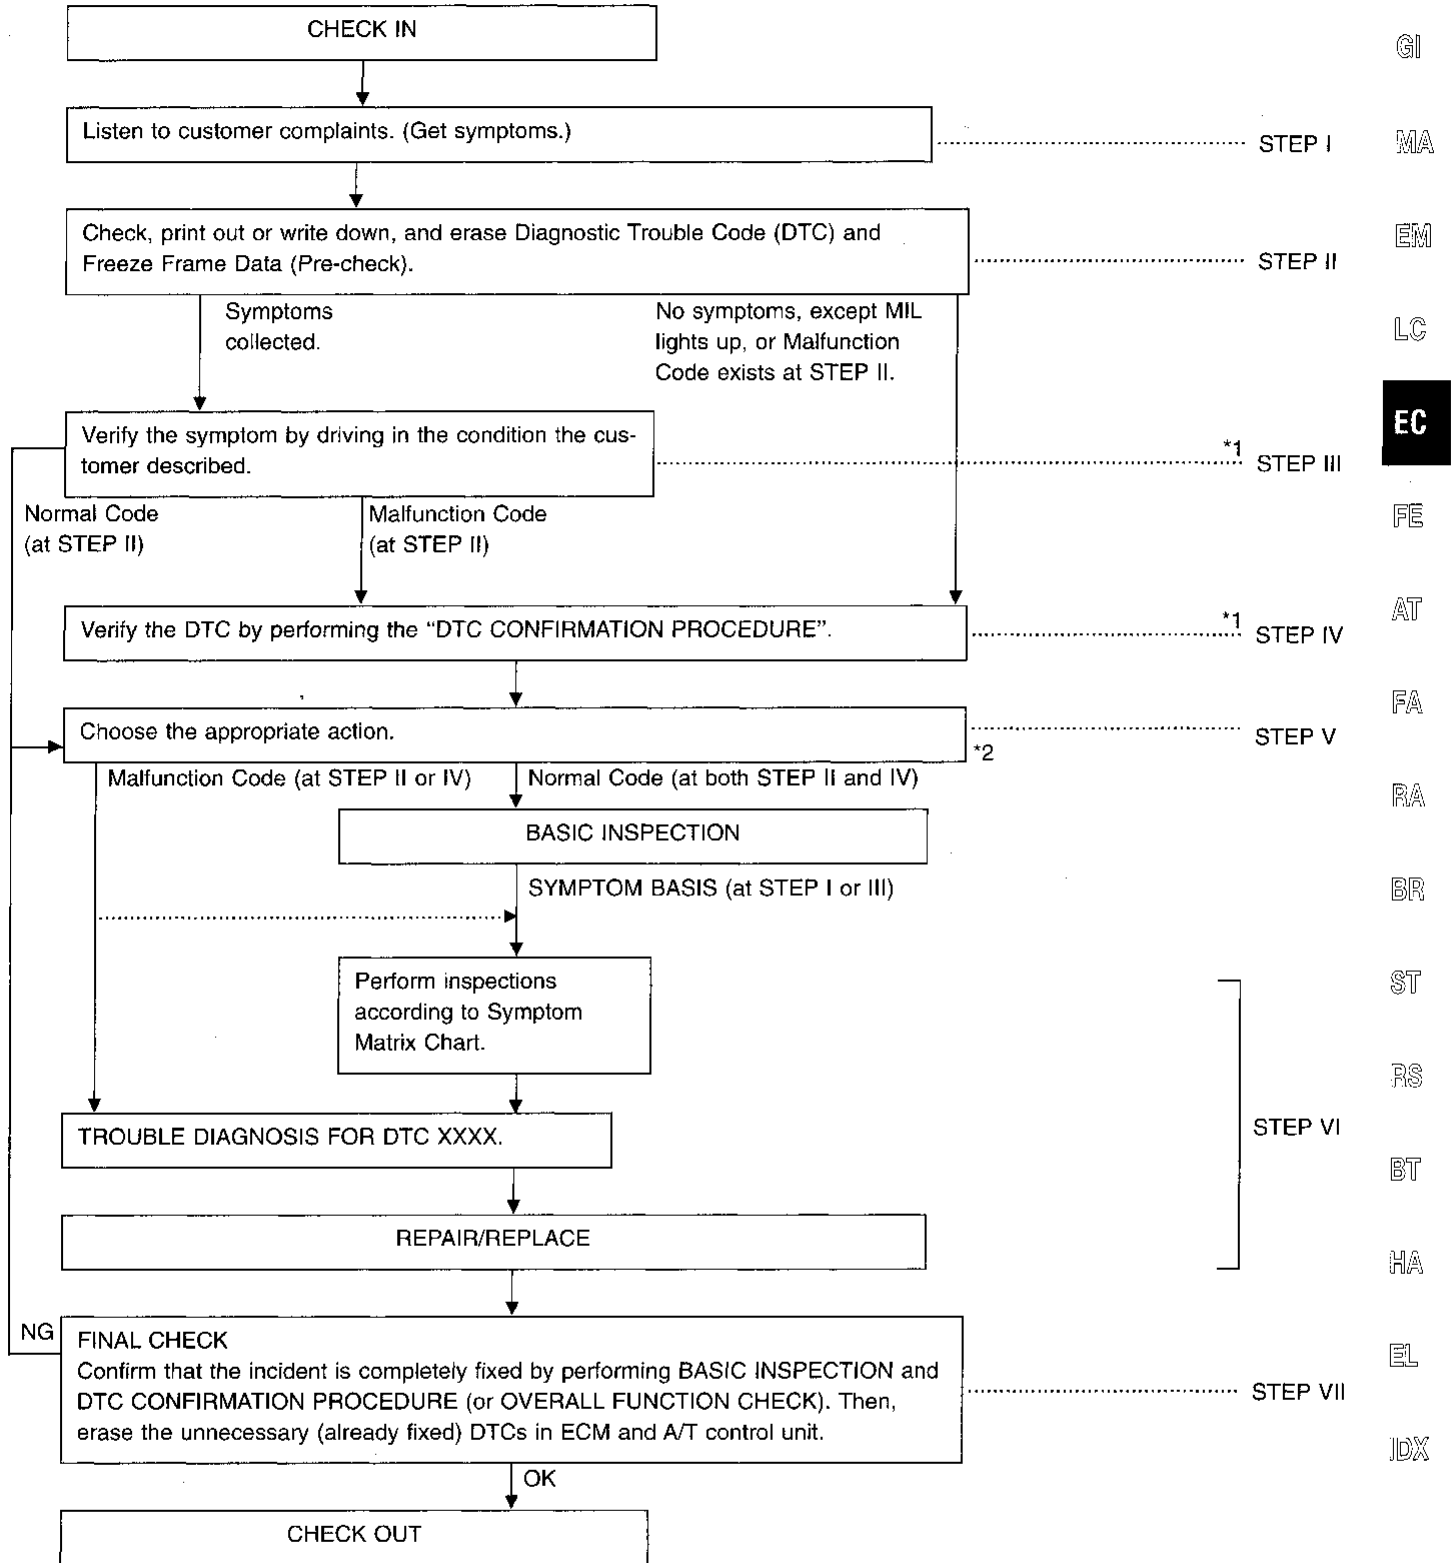 CHECK IN
GI
Listen to customer complaints. (Get symptoms.)
STEP I
MA
Check, print out or write down, and erase Diagnostic Trouble Code (DTC) and
Freeze Frame Data (Pre-check).
STEP II
EM
Symptoms
collected.
No symptoms, except MIL
lights up, or Malfunction
Code exists at STEP II.
LC
Verify the symptom by driving in the condition the cus-
tomer described.
*1
STEP III
EC
Normal Code
(at STEP II)
Malfunction Code
(at STEP II)
FE
Verify the DTC by performing the “DTC CONFIRMATION PROCEDURE”.
*1
STEP IV
AT
Choose the appropriate action.
*2
STEP V
FA
Malfunction Code (at STEP II or IV)
Normal Code (at both STEP II and IV)
RA
BASIC INSPECTION
SYMPTOM BASIS (at STEP I or III)
BR
Perform inspections
according to Symptom
Matrix Chart.
ST
RS
TROUBLE DIAGNOSIS FOR DTC XXXX.
STEP VI
BT
REPAIR/REPLACE
HA
NG
FINAL CHECK
Confirm that the incident is completely fixed by performing BASIC INSPECTION and
DTC CONFIRMATION PROCEDURE (or OVERALL FUNCTION CHECK). Then,
erase the unnecessary (already fixed) DTCs in ECM and A/T control unit.
STEP VII
EL
IDX
OK
CHECK OUT